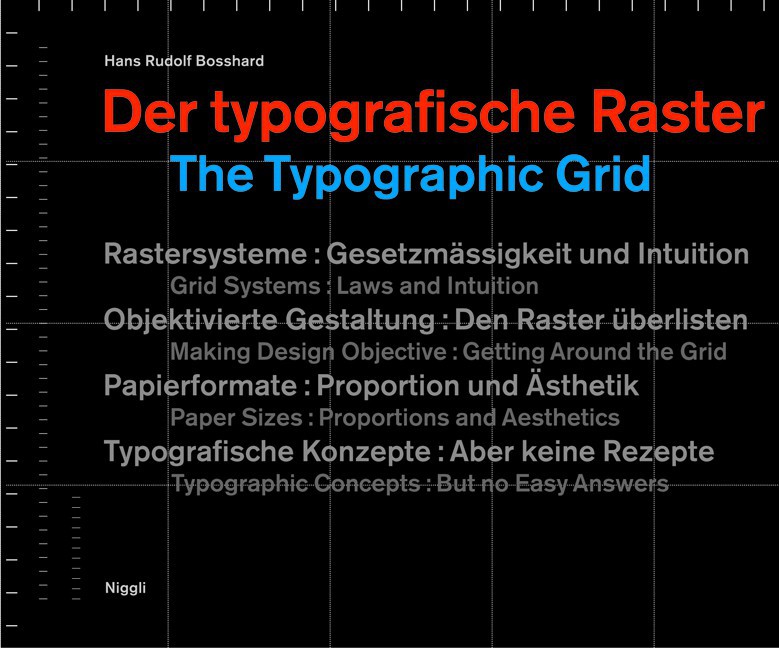 Hans Rudolf Bosshard
Der typografische Raster
The Typographic Grid
Rastersysteme : Gesetzmässigkeit und Intuition
Grid Systems : Laws and Intuition
Objektivierte Gestaltung : Den Raster überlisten
Making Design Objective : Getting Around the Grid
Papierformate : Proportion und Ästhetik
Paper Sizes : Proportions and Aesthetics
Typografische Konzepte : Aber keine Rezepte
Typographic Concepts : But no Easy Answers
Niggli